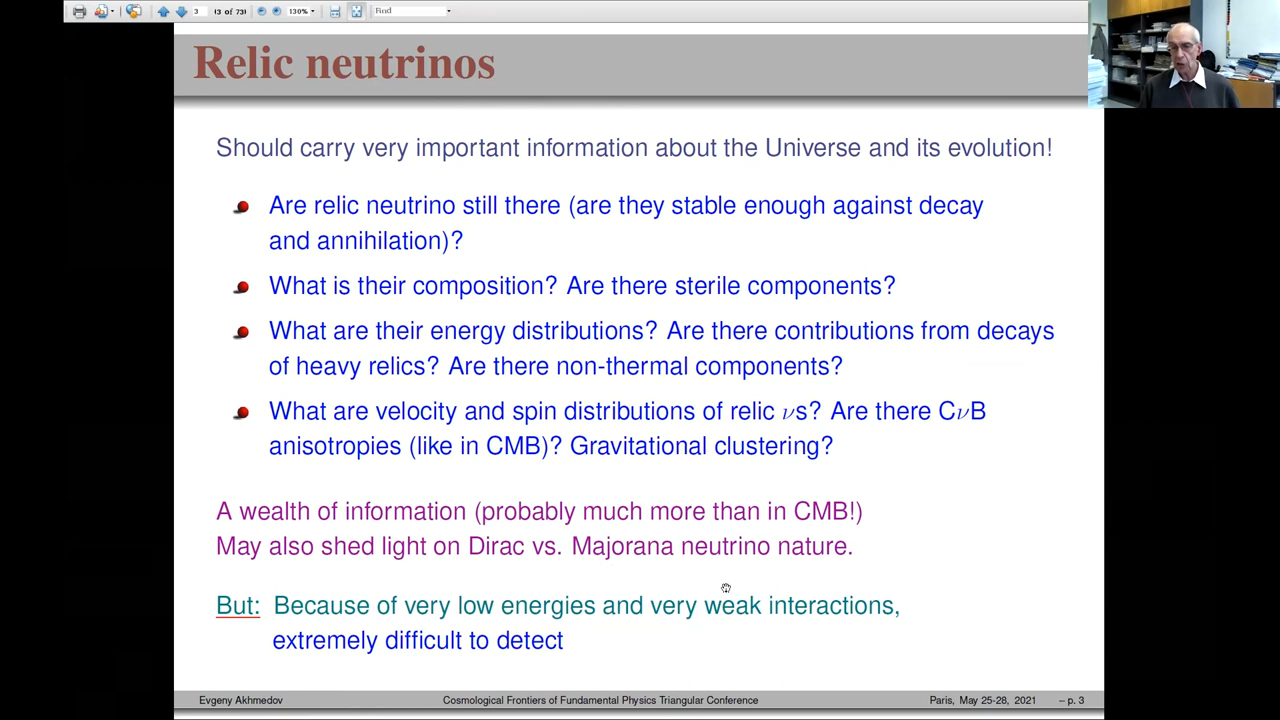 3 (3 of 73) 130% Find
Relic neutrinos
Should carry very important information about the Universe and its evolution!
Are relic neutrino still there (are they stable enough against decay
and annihilation)?
What is their composition? Are there sterile components?
What are their energy distributions? Are there contributions from decays
of heavy relics? Are there non-thermal components?
What are velocity and spin distributions of relic νs? Are there CνB
anisotropies (like in CMB)? Gravitational clustering?
A wealth of information (probably much more than in CMB!)
May also shed light on Dirac vs. Majorana neutrino nature.
But: Because of very low energies and very weak interactions,
extremely difficult to detect
Evgeny Akhmedov Cosmological Frontiers of Fundamental Physics Triangular Conference Paris, May 25-28, 2021 – p. 3